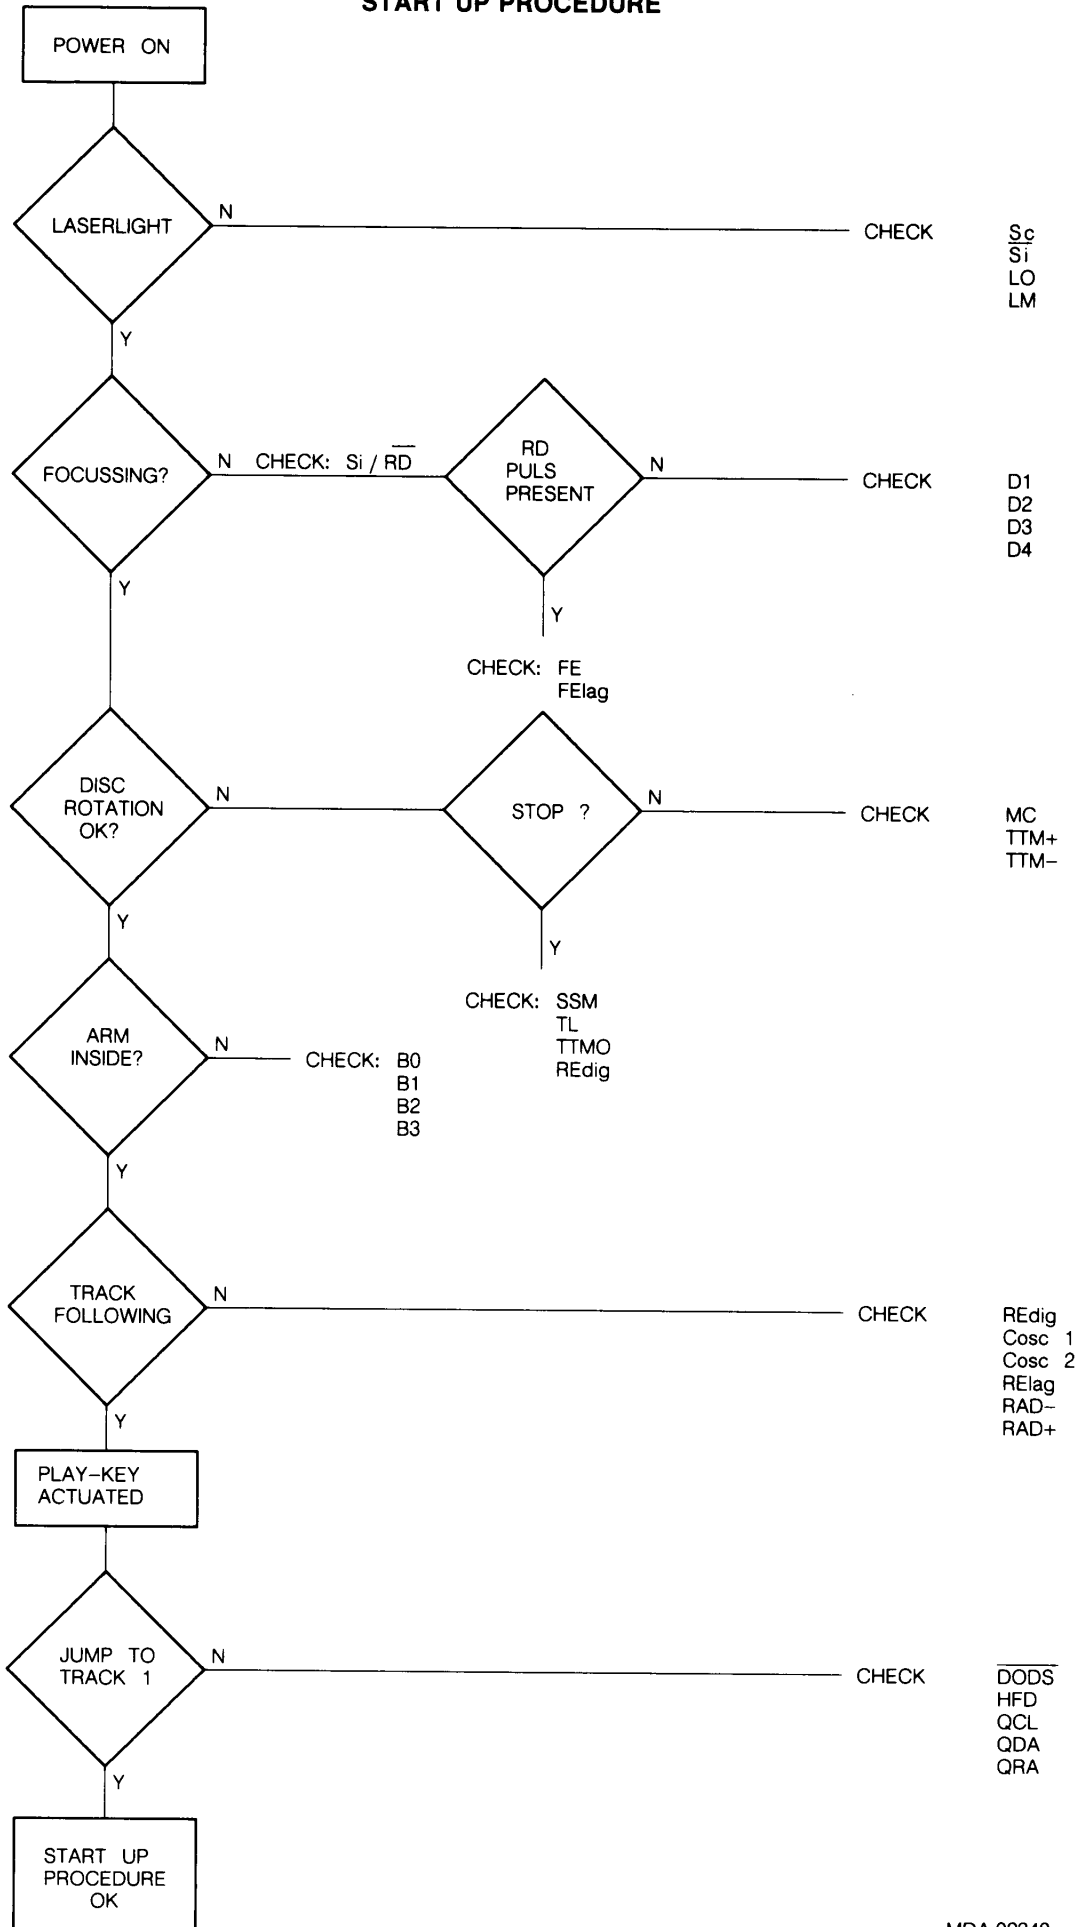 START UP PROCEDURE
POWER ON
LASERLIGHT
N
CHECK
Sc
S̅i̅
LO
LM
Y
FOCUSSING?
N
CHECK: Si / R̅D̅
RD
PULS
PRESENT
N
CHECK
D1
D2
D3
D4
Y
Y
CHECK: FE
FElag
DISC
ROTATION
OK?
N
STOP ?
N
CHECK
MC
TTM+
TTM−
Y
Y
CHECK: SSM
TL
TTMO
REdig
ARM
INSIDE?
N
CHECK: B0
B1
B2
B3
Y
TRACK
FOLLOWING
N
CHECK
REdig
Cosc 1
Cosc 2
RElag
RAD−
RAD+
Y
PLAY−KEY
ACTUATED
JUMP TO
TRACK 1
N
CHECK
D̅O̅D̅S̅
HFD
QCL
QDA
QRA
Y
START UP
PROCEDURE
OK